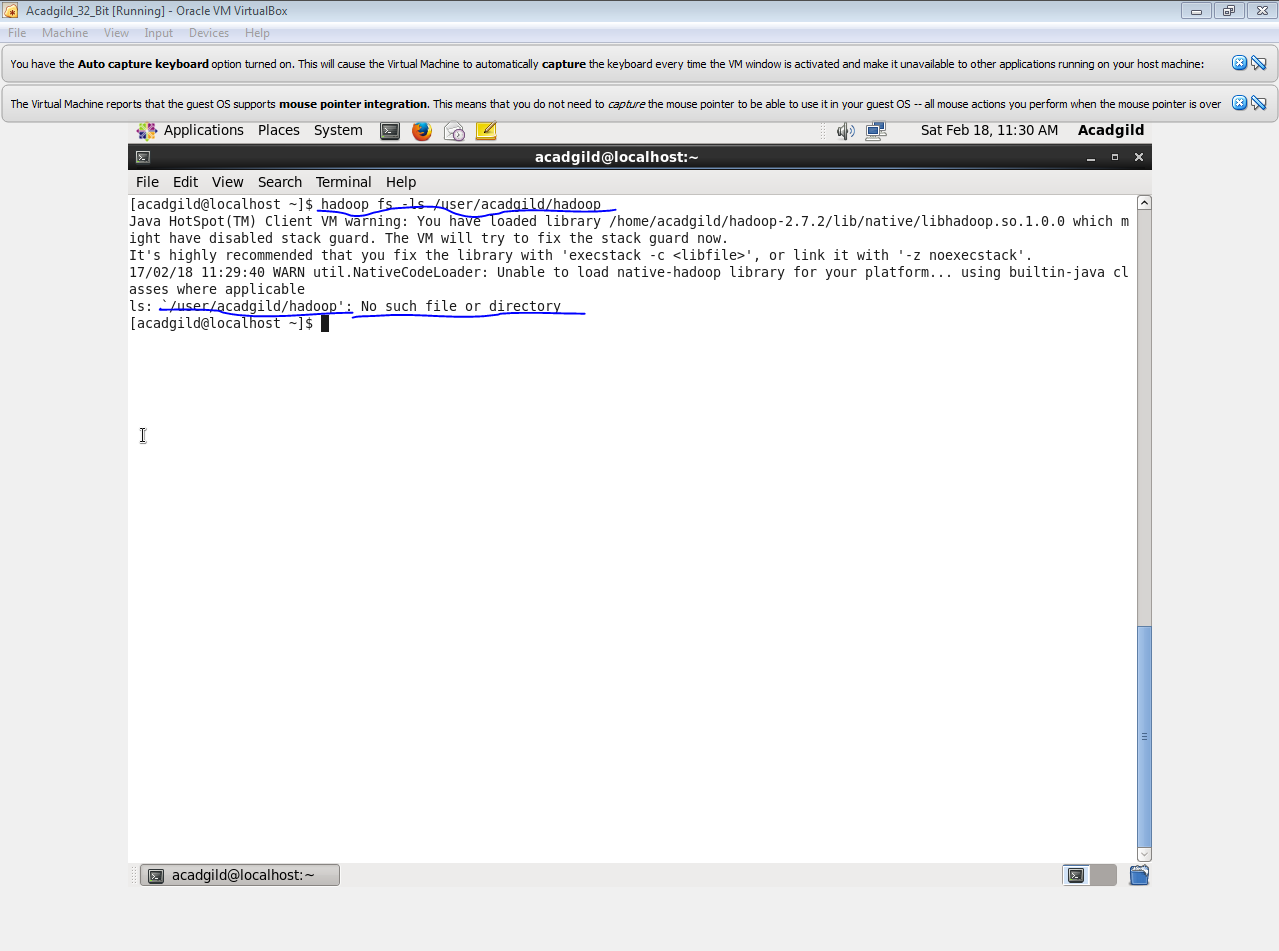 Acadgild_32_Bit [Running] - Oracle VM VirtualBox
File Machine View Input Devices Help
You have the Auto capture keyboard option turned on. This will cause the Virtual Machine to automatically capture the keyboard every time the VM window is activated and make it unavailable to other applications running on your host machine:
The Virtual Machine reports that the guest OS supports mouse pointer integration. This means that you do not need to capture the mouse pointer to be able to use it in your guest OS -- all mouse actions you perform when the mouse pointer is over
Applications Places System Sat Feb 18, 11:30 AM Acadgild
acadgild@localhost:~
File Edit View Search Terminal Help
[acadgild@localhost ~]$ hadoop fs -ls /user/acadgild/hadoop
Java HotSpot(TM) Client VM warning: You have loaded library /home/acadgild/hadoop-2.7.2/lib/native/libhadoop.so.1.0.0 which m
ight have disabled stack guard. The VM will try to fix the stack guard now.
It's highly recommended that you fix the library with 'execstack -c <libfile>', or link it with '-z noexecstack'.
17/02/18 11:29:40 WARN util.NativeCodeLoader: Unable to load native-hadoop library for your platform... using builtin-java cl
asses where applicable
ls: `/user/acadgild/hadoop': No such file or directory
[acadgild@localhost ~]$
acadgild@localhost:~